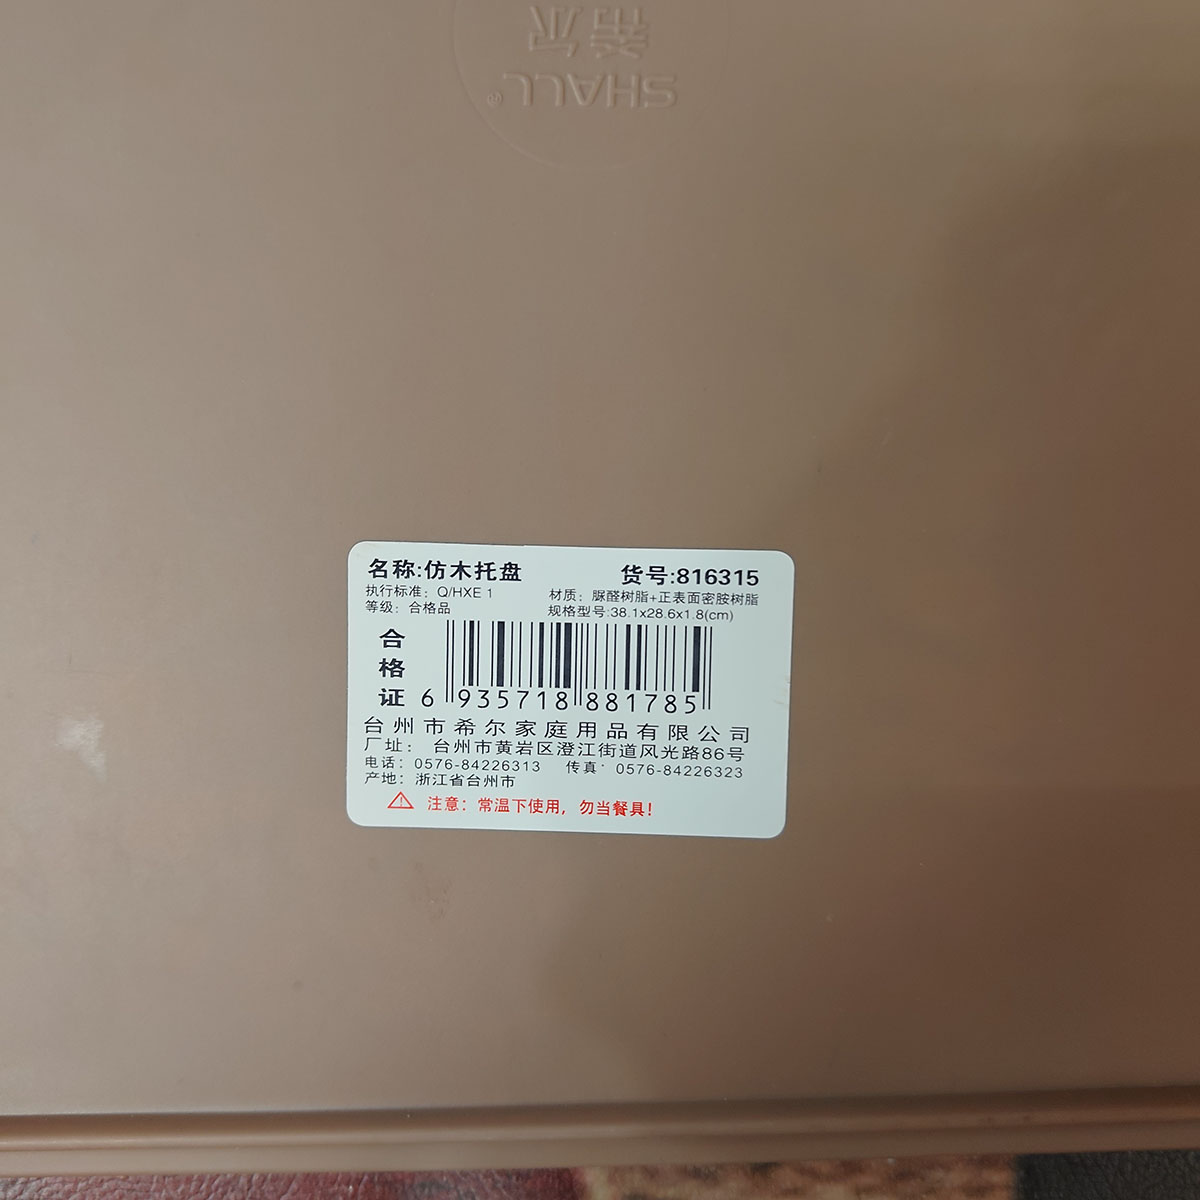 希尔
SHALL®
名称:仿木托盘 货号:816315
执行标准: Q/HXE 1 材质: 脲醛树脂+正表面密胺树脂
等级: 合格品 规格型号:38.1x28.6x1.8(cm)
合格证
6 935718 881785
台州市希尔家庭用品有限公司
厂址: 台州市黄岩区澄江街道风光路86号
电话: 0576-84226313 传真: 0576-84226323
产地: 浙江省台州市
注意: 常温下使用, 勿当餐具!